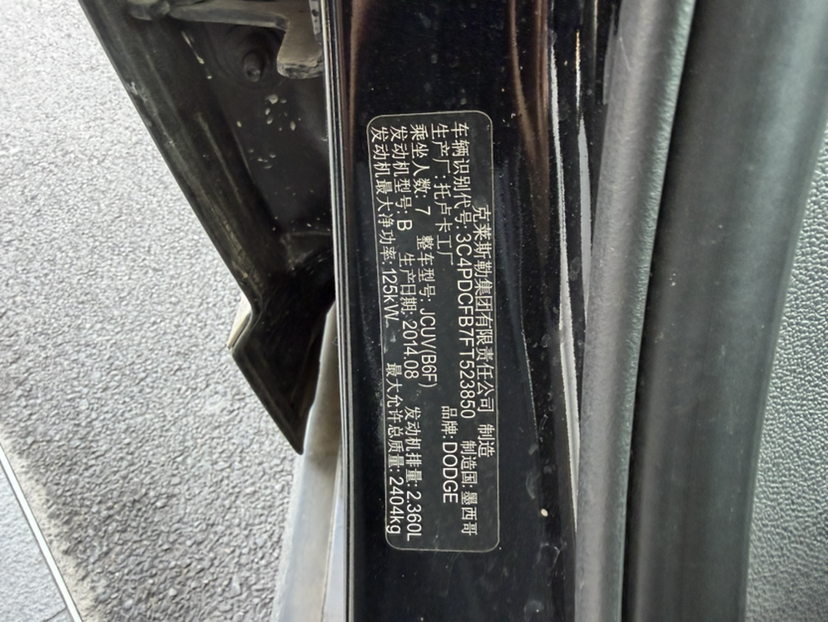 克莱斯勒集团有限责任公司 制造
车辆识别代号: 3C4PDCFB7FT523850 制造国: 墨西哥
生产厂: 托卢卡工厂 品牌: DODGE
乘坐人数: 7 整车型号: JCUV(B6F)
发动机型号: B 生产日期: 2014.08 发动机排量: 2.360L
发动机最大净功率: 125kW 最大允许总质量: 2404kg